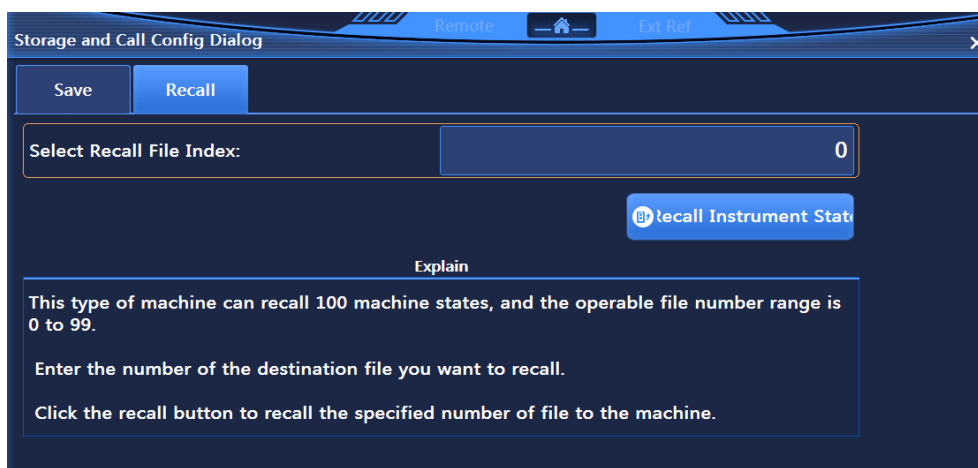 Remote
Ext Ref
Storage and Call Config Dialog
Save
Recall
Select Recall File Index:
0
Recall Instrument State
Explain
This type of machine can recall 100 machine states, and the operable file number range is
0 to 99.
Enter the number of the destination file you want to recall.
Click the recall button to recall the specified number of file to the machine.